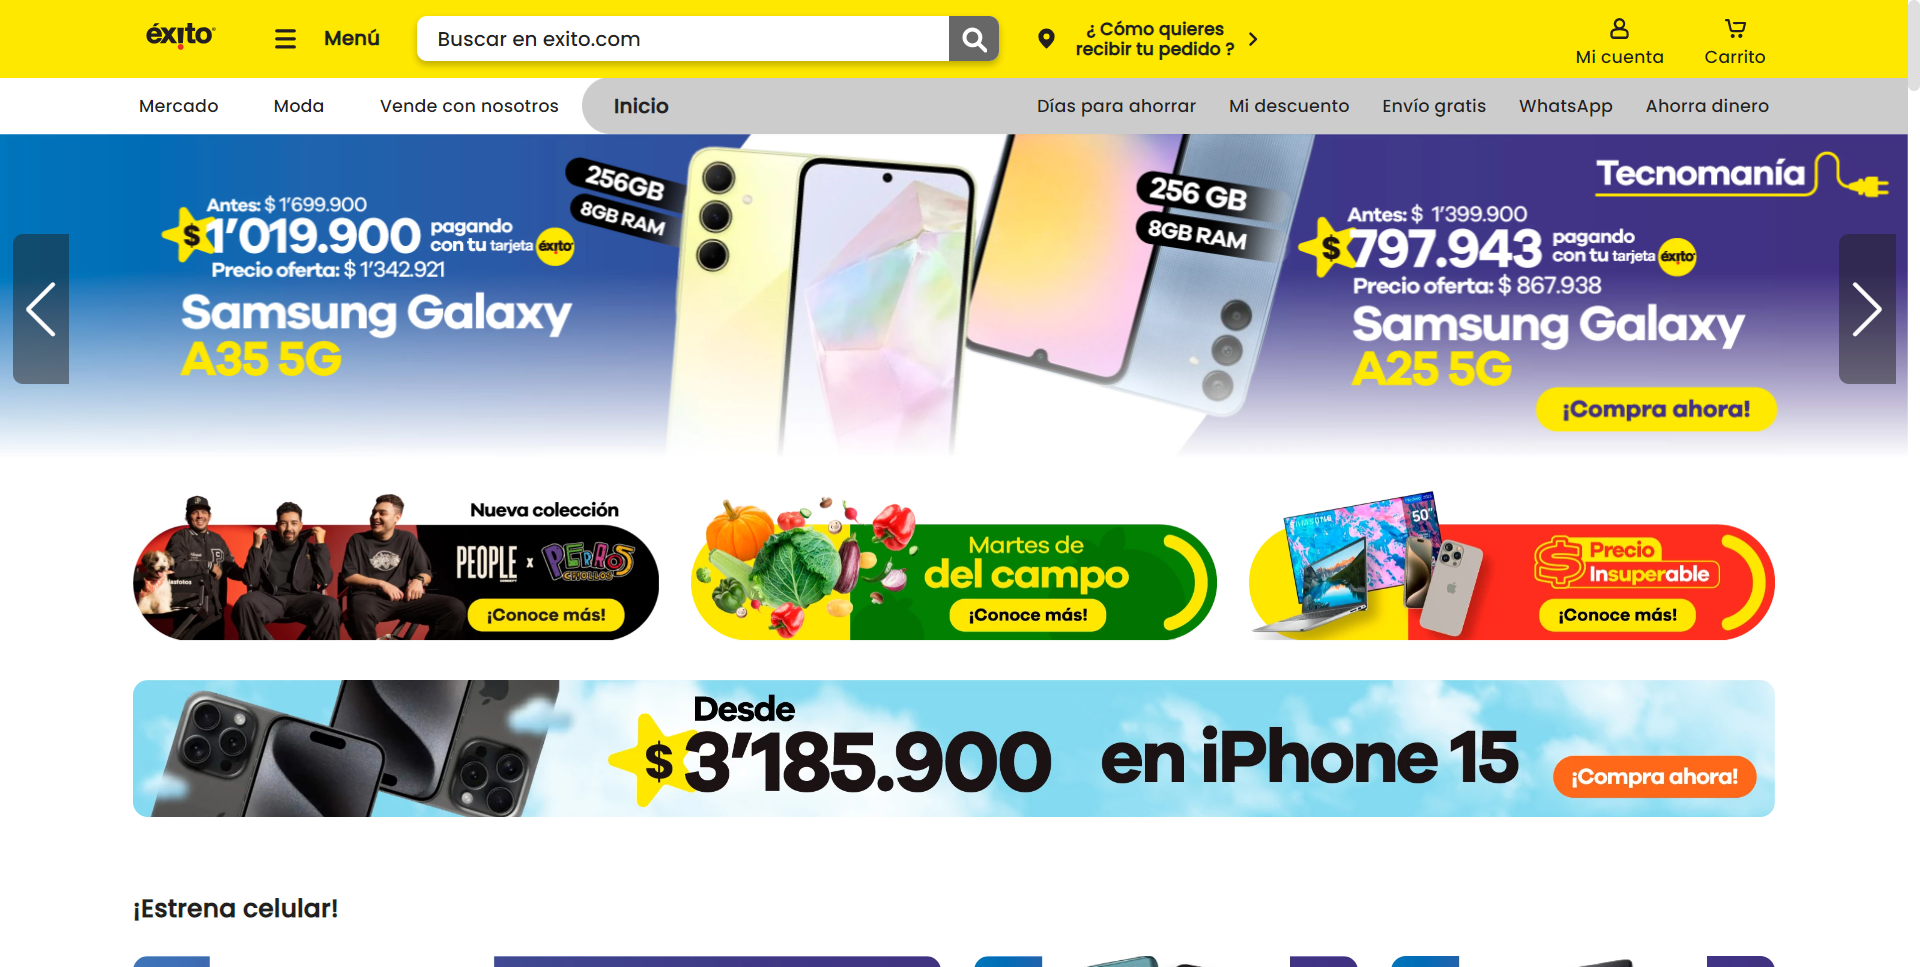 éxito
Menú
Buscar en exito.com
¿ Cómo quieres
recibir tu pedido ?
Mi cuenta
Carrito
Mercado
Moda
Vende con nosotros
Inicio
Días para ahorrar
Mi descuento
Envío gratis
WhatsApp
Ahorra dinero
Antes: $ 1'699.900
$ 1'019.900
pagando
con tu tarjeta éxito
Precio oferta: $ 1'342.921
Samsung Galaxy
A35 5G
256GB
8GB RAM
256 GB
8GB RAM
Tecnomanía
Antes: $ 1'399.900
$ 797.943
pagando
con tu tarjeta éxito
Precio oferta: $ 867.938
Samsung Galaxy
A25 5G
¡Compra ahora!
Nueva colección
PEOPLE x PERROS
CRIOLLOS
¡Conoce más!
Martes de
del campo
¡Conoce más!
SAMSUNG
50"
Precio
Insuperable
¡Conoce más!
Desde
$ 3'185.900 en iPhone 15
¡Compra ahora!
¡Estrena celular!